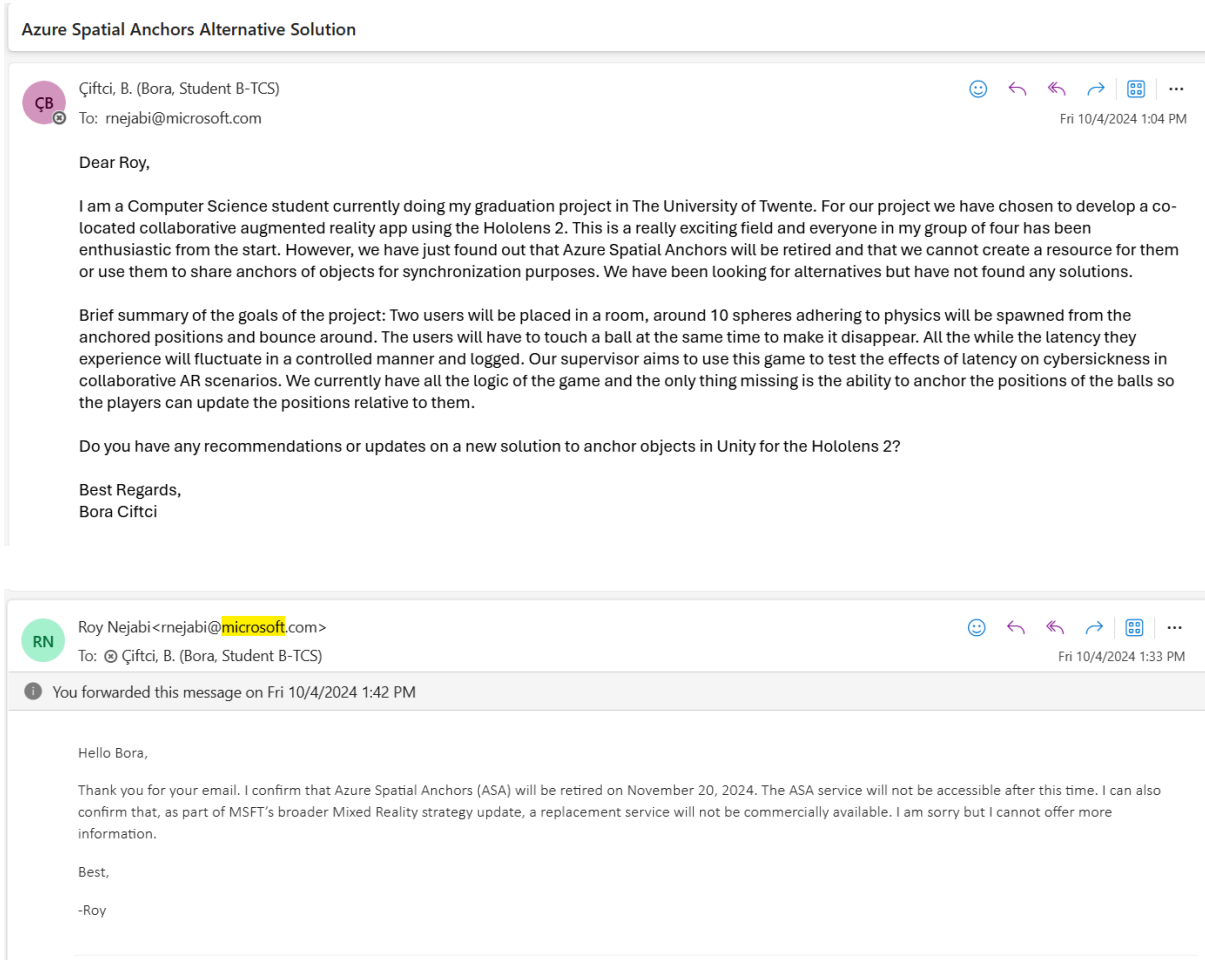 Azure Spatial Anchors Alternative Solution
ÇB
Çiftci, B. (Bora, Student B-TCS)
To: rnejabi@microsoft.com
Fri 10/4/2024 1:04 PM
Dear Roy,
I am a Computer Science student currently doing my graduation project in The University of Twente. For our project we have chosen to develop a co-
located collaborative augmented reality app using the Hololens 2. This is a really exciting field and everyone in my group of four has been
enthusiastic from the start. However, we have just found out that Azure Spatial Anchors will be retired and that we cannot create a resource for them
or use them to share anchors of objects for synchronization purposes. We have been looking for alternatives but have not found any solutions.
Brief summary of the goals of the project: Two users will be placed in a room, around 10 spheres adhering to physics will be spawned from the
anchored positions and bounce around. The users will have to touch a ball at the same time to make it disappear. All the while the latency they
experience will fluctuate in a controlled manner and logged. Our supervisor aims to use this game to test the effects of latency on cybersickness in
collaborative AR scenarios. We currently have all the logic of the game and the only thing missing is the ability to anchor the positions of the balls so
the players can update the positions relative to them.
Do you have any recommendations or updates on a new solution to anchor objects in Unity for the Hololens 2?
Best Regards,
Bora Ciftci
RN
Roy Nejabi<rnejabi@microsoft.com>
To: Çiftci, B. (Bora, Student B-TCS)
Fri 10/4/2024 1:33 PM
You forwarded this message on Fri 10/4/2024 1:42 PM
Hello Bora,
Thank you for your email. I confirm that Azure Spatial Anchors (ASA) will be retired on November 20, 2024. The ASA service will not be accessible after this time. I can also
confirm that, as part of MSFT's broader Mixed Reality strategy update, a replacement service will not be commercially available. I am sorry but I cannot offer more
information.
Best,
-Roy